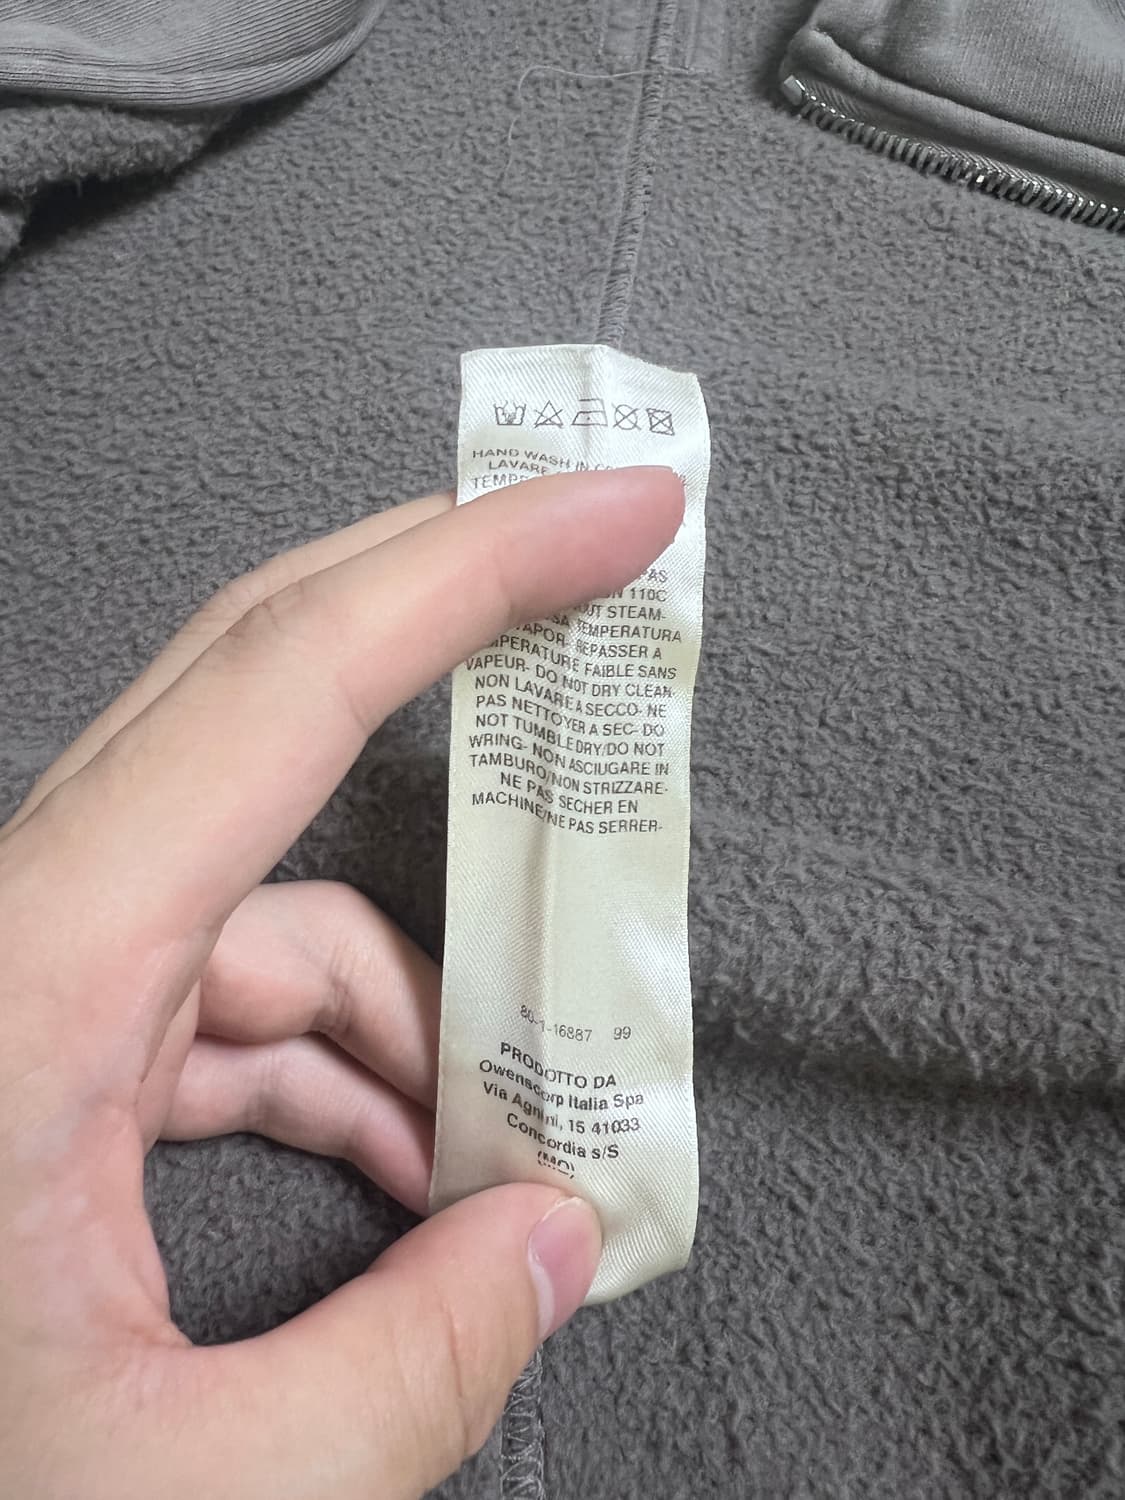 HAND WASH IN
LAVARE
PAS
110C
OUT STEAM-
TEMPERATURA
VAPOR- REPASSER A
TEMPERATURE FAIBLE SANS
VAPEUR- DO NOT DRY CLEAN-
NON LAVARE A SECCO- NE
PAS NETTOYER A SEC- DO
NOT TUMBLE DRY/DO NOT
WRING- NON ASCIUGARE IN
TAMBURO/NON STRIZZARE-
NE PAS SECHER EN
MACHINE/NE PAS SERRER-
80-1-16887 99
PRODOTTO DA
Owenscorp Italia Spa
Via Agnini, 15 41033
Concordia s/S
(MO)